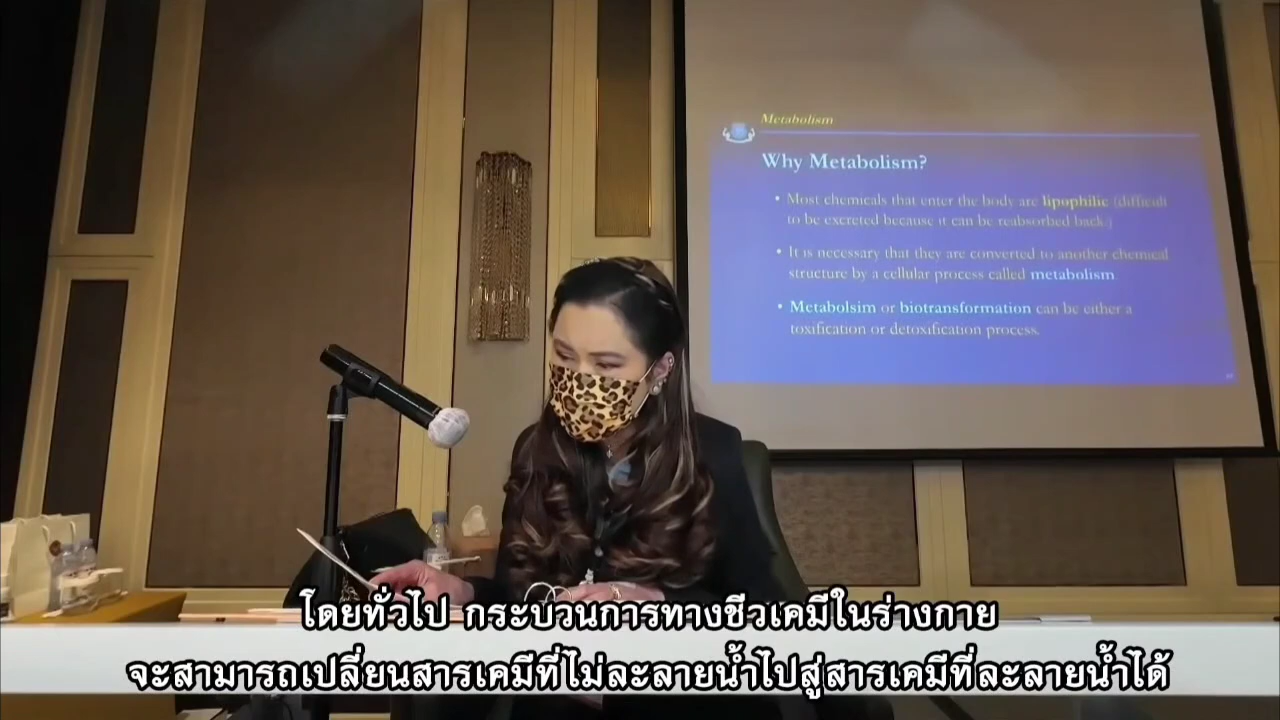 Metabolism
Why Metabolism?
• Most chemicals that enter the body are lipophilic (difficult
to be excreted because it can be reabsorbed back.)
• It is necessary that they are converted to another chemical
structure by a cellular process called metabolism.
• Metabolsim or biotransformation can be either a
toxification or detoxification process.
โดยทั่วไป กระบวนการทางชีวเคมีในร่างกาย
จะสามารถเปลี่ยนสารเคมีที่ไม่ละลายน้ำไปสู่สารเคมีที่ละลายน้ำได้